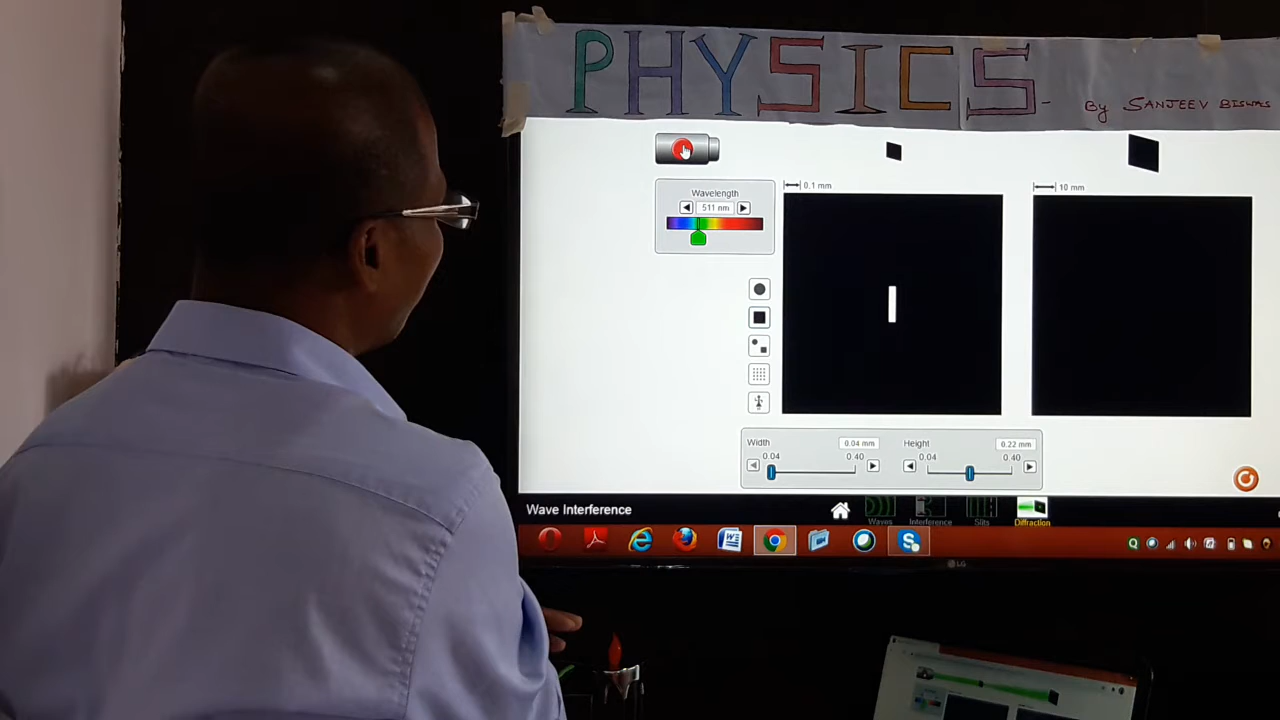 PHYSICS-
By SANJEEV BISWAS
0.1 mm
10 mm
Wavelength
511 nm
Width
0.04 mm
Height
0.22 mm
0.04
0.40
0.04
0.40
Wave Interference
Waves
Interference
Slits
Diffraction
LG